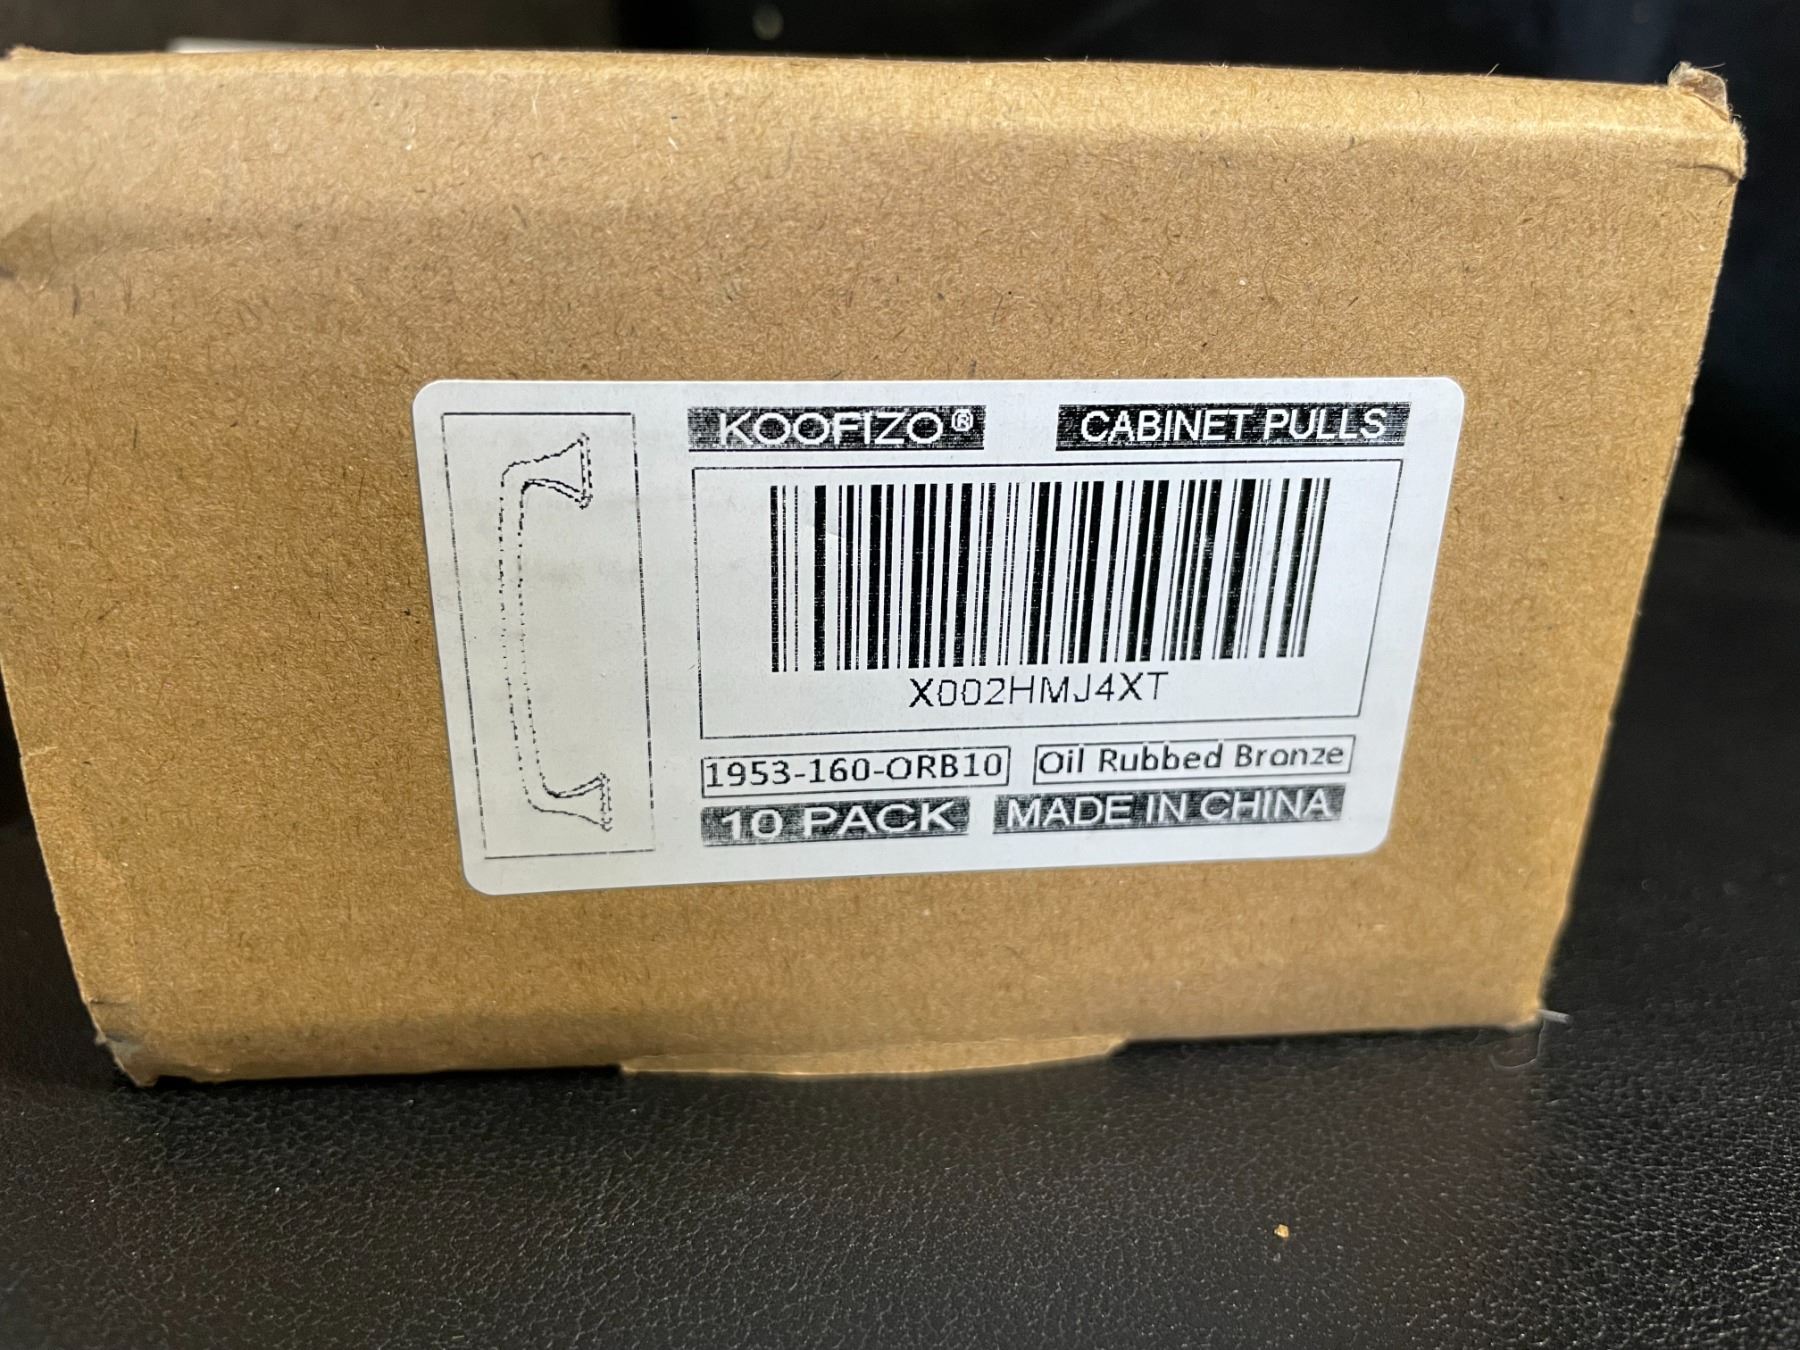 KOOFIZO® CABINET PULLS
X002HMJ4XT
1953-160-ORB10 Oil Rubbed Bronze
10 PACK MADE IN CHINA